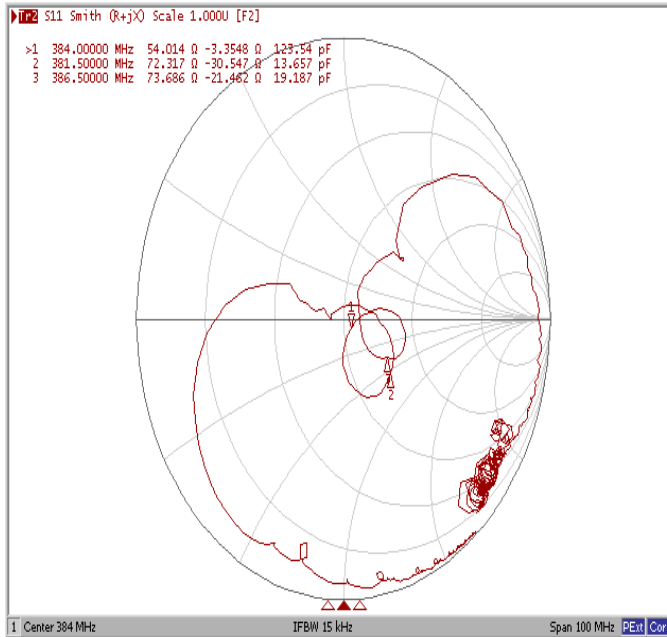 Tr2 S11 Smith (R+jX) Scale 1.000U [F2]
>1 384.00000 MHz 54.014 Ω -3.3548 Ω 123.54 pF
2 381.50000 MHz 72.317 Ω -30.547 Ω 13.657 pF
3 386.50000 MHz 73.686 Ω -21.462 Ω 19.187 pF
1
2
1 Center 384 MHz IFBW 15 kHz Span 100 MHz PExt Cor